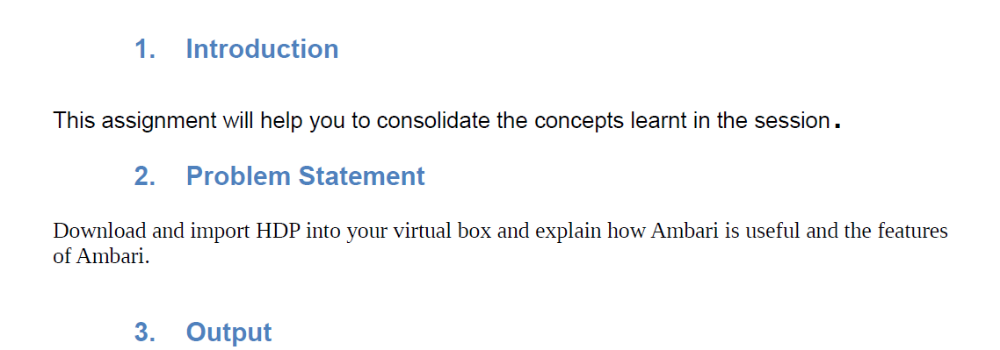 1. Introduction
This assignment will help you to consolidate the concepts learnt in the session.
2. Problem Statement
Download and import HDP into your virtual box and explain how Ambari is useful and the features
of Ambari.
3. Output